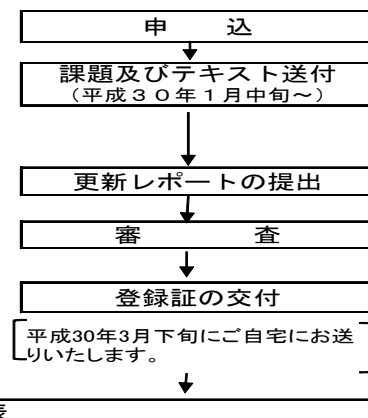 申　　　込
課題及びテキスト送付
（平成３０年１月中旬～）
更新レポートの提出
審　　　　査
登録証の交付
平成30年3月下旬にご自宅にお送
りいたします。